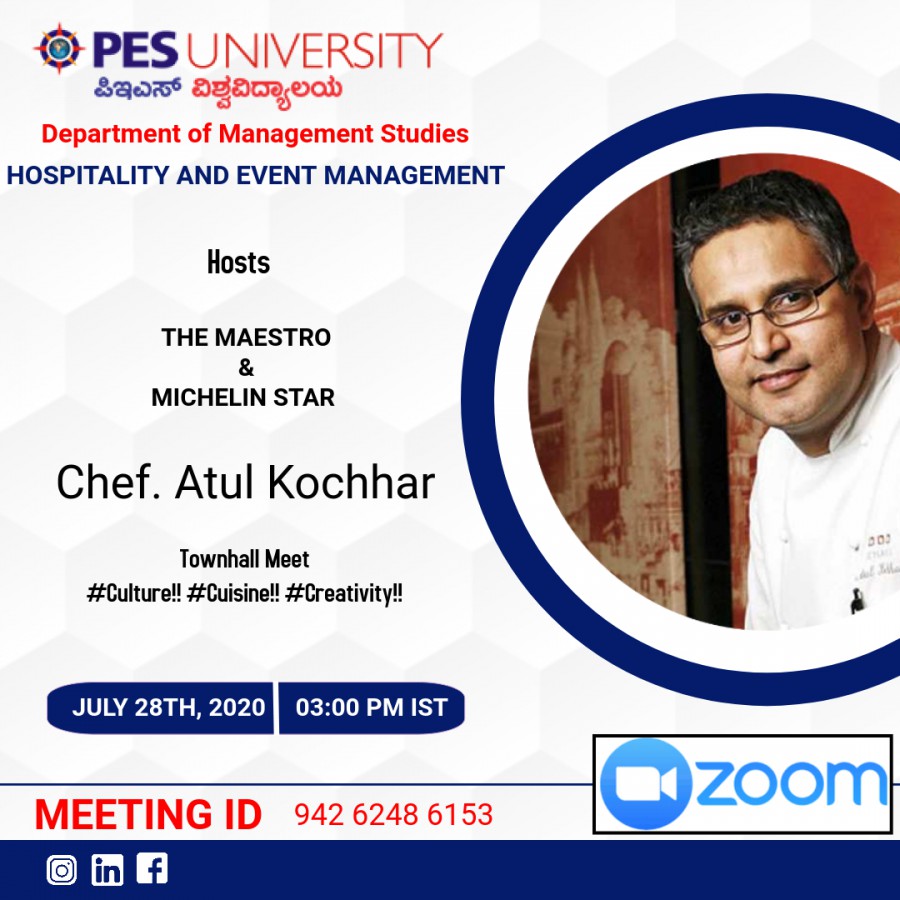 PES UNIVERSITY
ಪಿಇಎಸ್ ವಿಶ್ವವಿದ್ಯಾಲಯ
Department of Management Studies
HOSPITALITY AND EVENT MANAGEMENT
Hosts
THE MAESTRO
&
MICHELIN STAR
Chef. Atul Kochhar
Townhall Meet
#Culture!! #Cuisine!! #Creativity!!
JULY 28TH, 2020 03:00 PM IST
zoom
MEETING ID 942 6248 6153